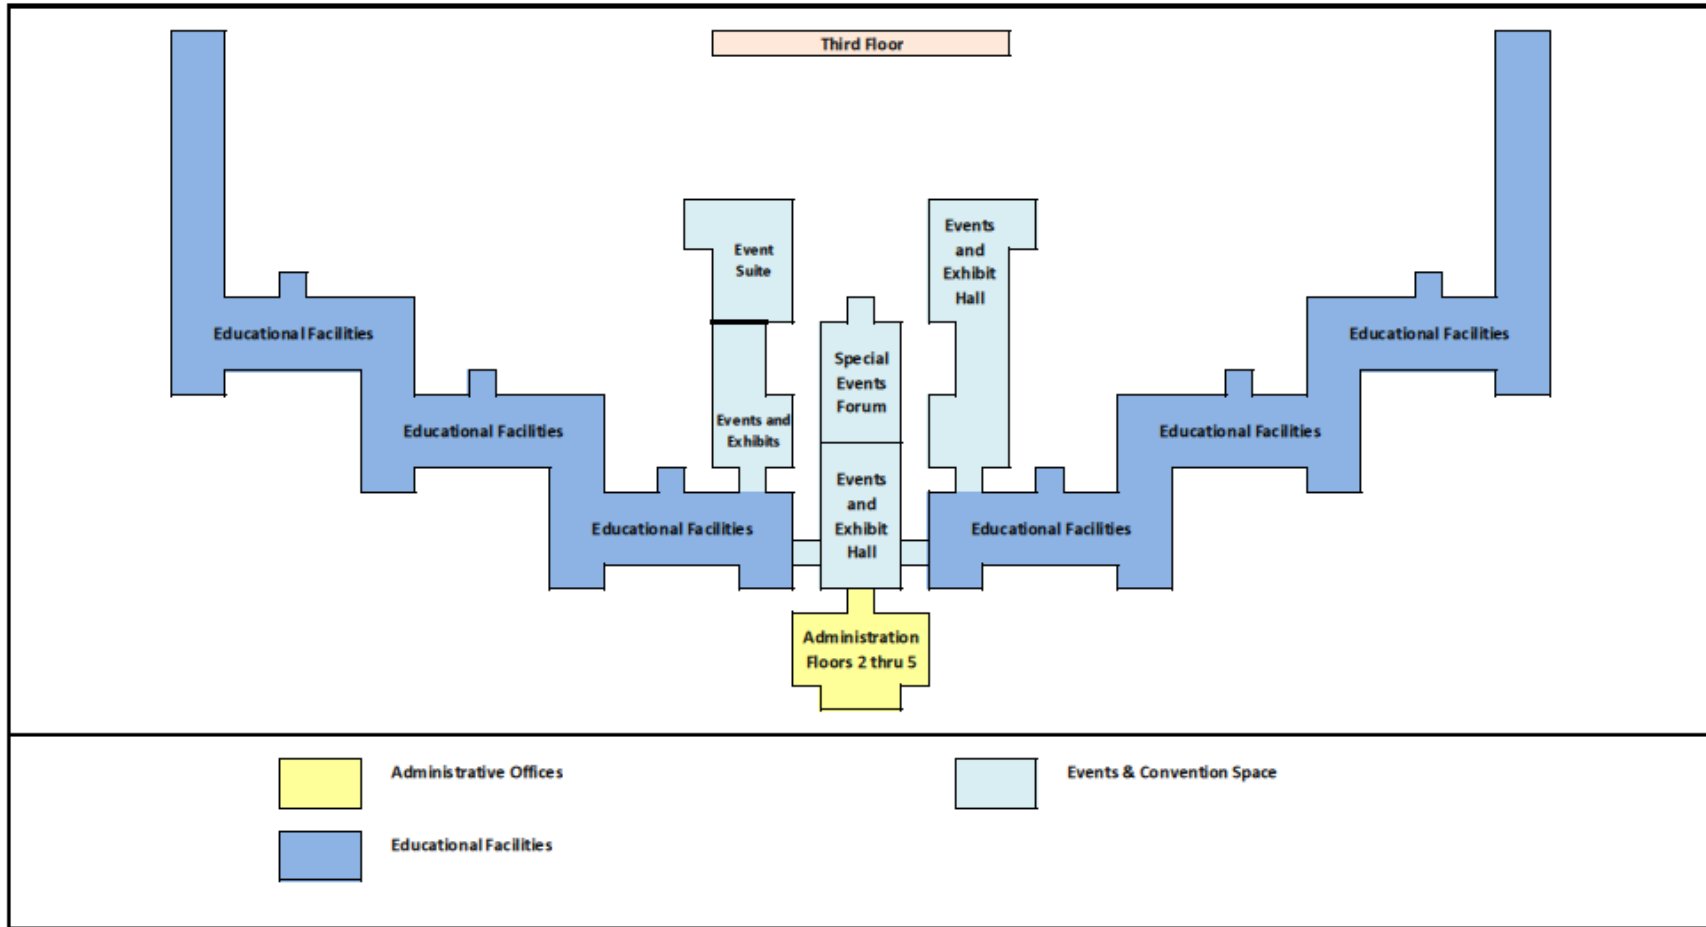 Third Floor
Event
Suite
Events
and
Exhibit
Hall
Educational Facilities
Special
Events
Forum
Educational Facilities
Educational Facilities
Events and
Exhibits
Educational Facilities
Events
and
Exhibit
Hall
Educational Facilities
Educational Facilities
Administration
Floors 2 thru 5
Administrative Offices
Events & Convention Space
Educational Facilities